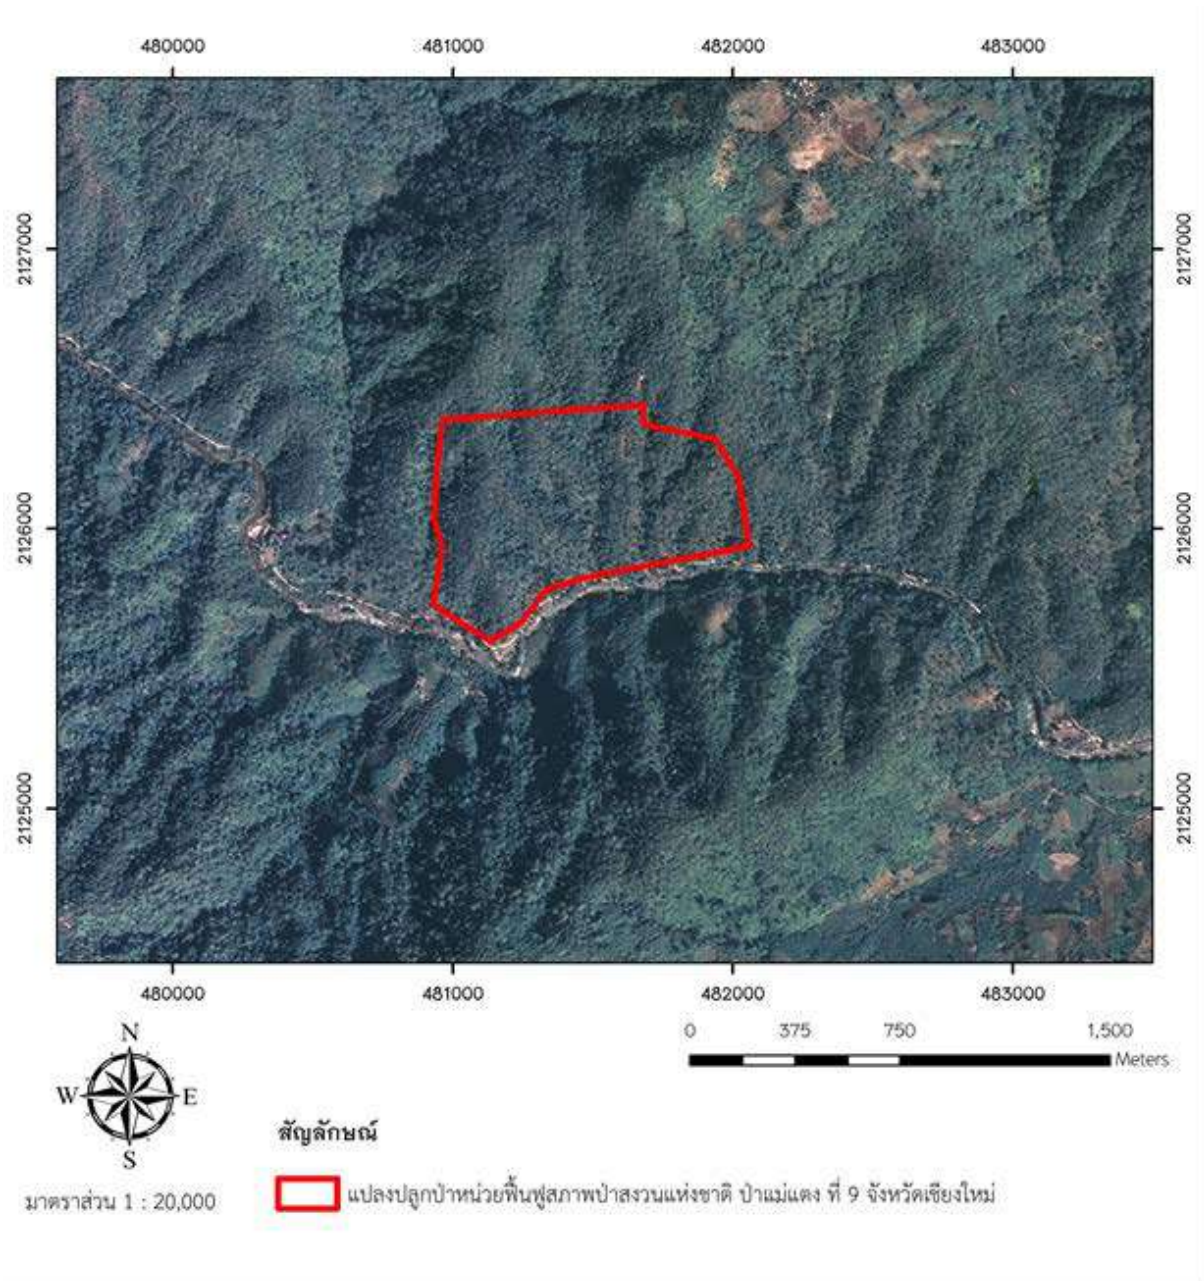 480000 481000 482000 483000
2127000 2127000
2126000 2126000
2125000 2125000
480000 481000 482000 483000
N
W E
S
0 375 750 1,500
Meters
สัญลักษณ์
มาตราส่วน 1 : 20,000
แปลงปลูกป่าหน่วยฟื้นฟูสภาพป่าสงวนแห่งชาติ ป่าแม่แตง ที่ 9 จังหวัดเชียงใหม่